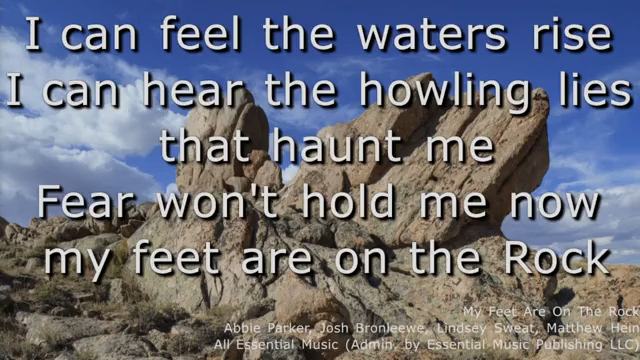 I can feel the waters rise
I can hear the howling lies
that haunt me
Fear won't hold me now
my feet are on the Rock
My Feet Are On The Rock
Abbie Parker, Josh Bronleewe, Lindsey Sweat, Matthew Hein
All Essential Music (Admin. by Essential Music Publishing LLC)